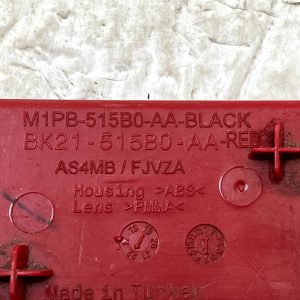 M1PB-515B0-AA-BLACK
BK21-515B0-AA-RED
AS4MB / FJVZA
Housing >ABS<
Lens >PMMA<
Made in Turkey